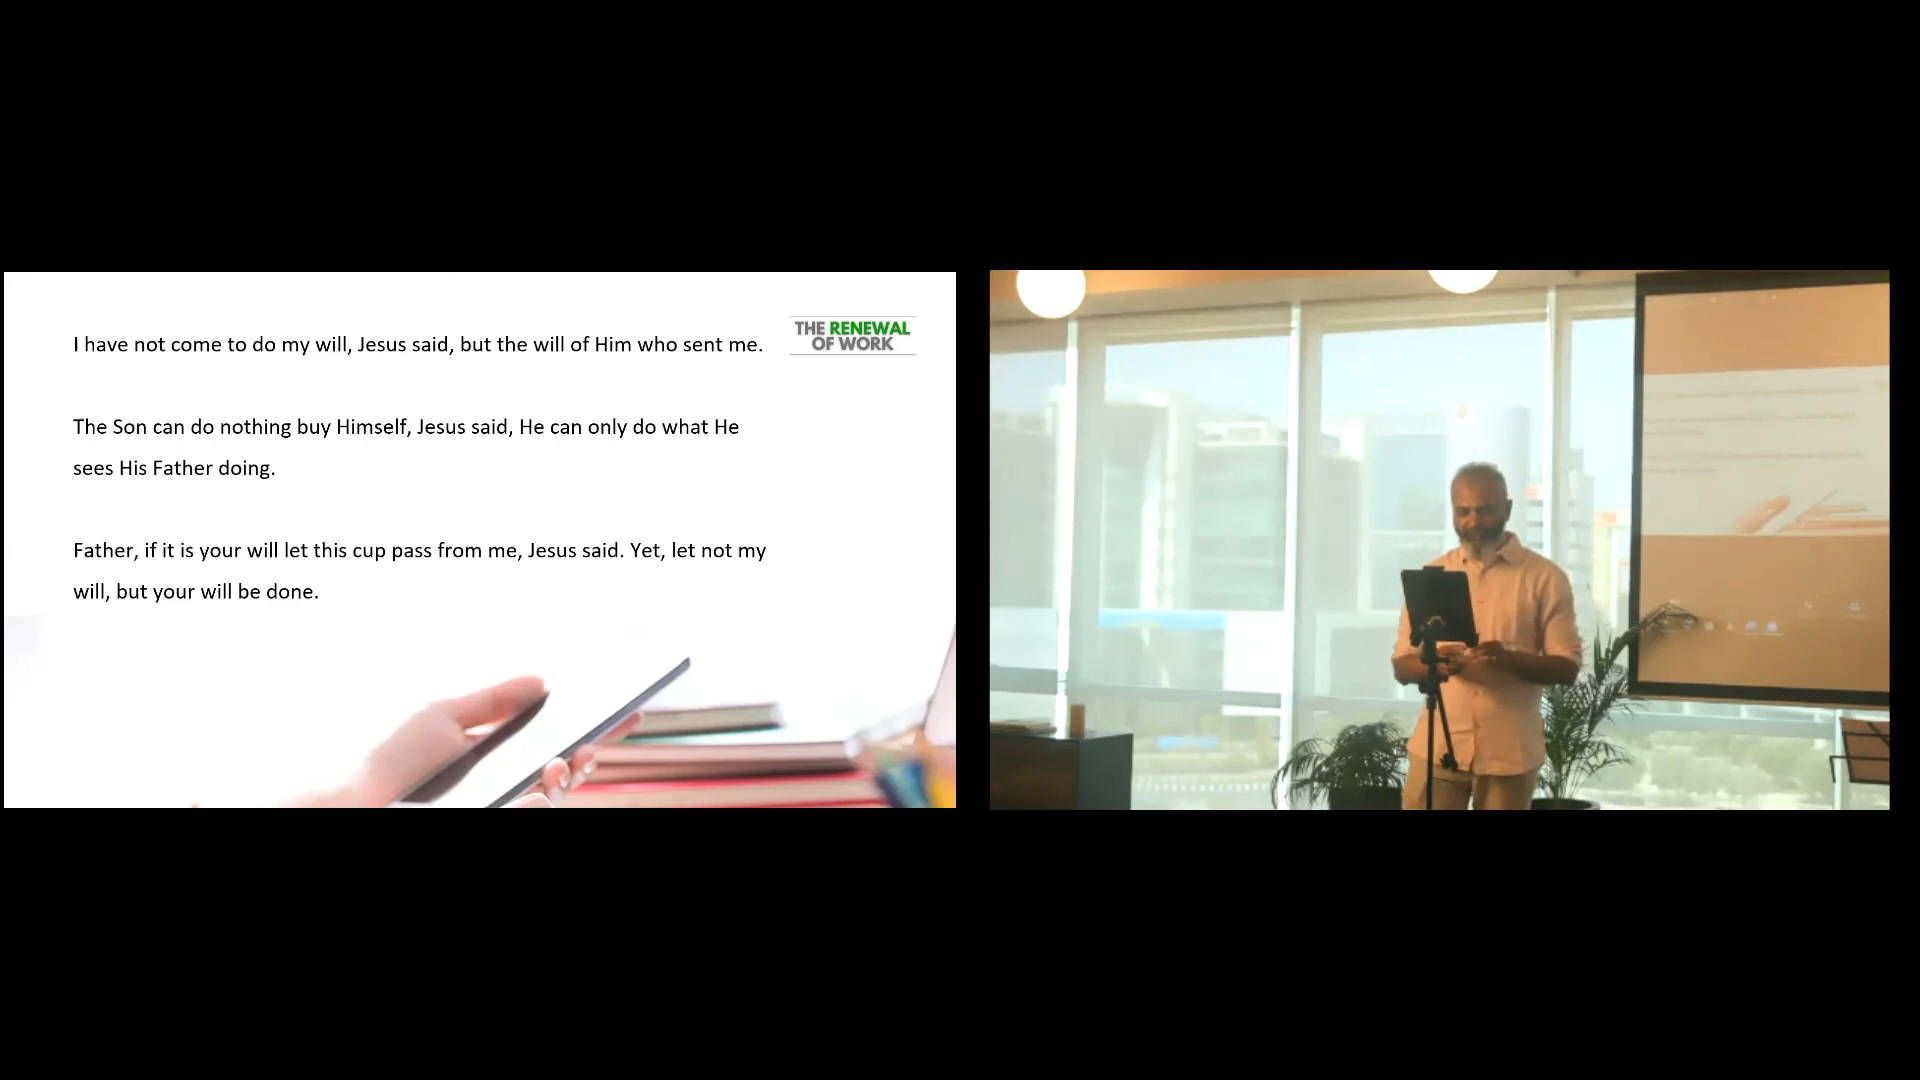 I have not come to do my will, Jesus said, but the will of Him who sent me.
THE RENEWAL
OF WORK
The Son can do nothing buy Himself, Jesus said, He can only do what He
sees His Father doing.
Father, if it is your will let this cup pass from me, Jesus said. Yet, let not my
will, but your will be done.